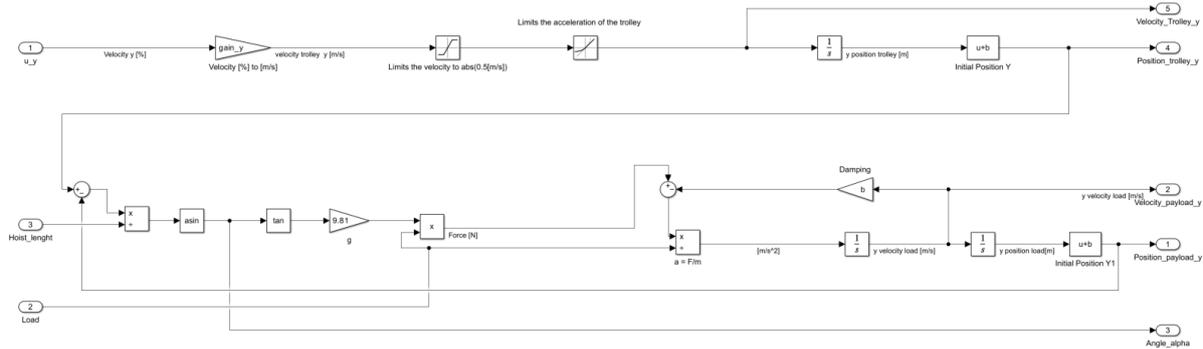 Limits the acceleration of the trolley
5
Velocity_Trolley_y
1
u_y
Velocity y [%]
gain_y
Velocity [%] to [m/s]
velocity trolley y [m/s]
Limits the velocity to abs(0.5[m/s])
1
s
y position trolley [m]
u+b
Initial Position Y
4
Position_trolley_y
Damping
+
−
x
÷
3
Hoist_lenght
asin
tan
9.81
g
x
Force [N]
+
−
b
x
÷
a = F/m
[m/s^2]
1
s
y velocity load [m/s]
1
s
y position load[m]
u+b
Initial Position Y1
y velocity load [m/s]
2
Velocity_payload_y
1
Position_payload_y
2
Load
3
Angle_alpha